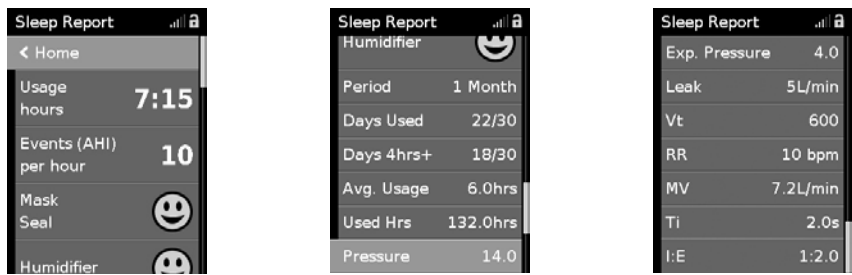 Sleep Report
< Home
Usage
hours
7:15
Events (AHI)
per hour
10
Mask
Seal
Humidifier
Sleep Report
Humidifier
Period 1 Month
Days Used 22/30
Days 4hrs+ 18/30
Avg. Usage 6.0hrs
Used Hrs 132.0hrs
Pressure 14.0
Sleep Report
Exp. Pressure 4.0
Leak 5L/min
Vt 600
RR 10 bpm
MV 7.2L/min
Ti 2.0s
I:E 1:2.0